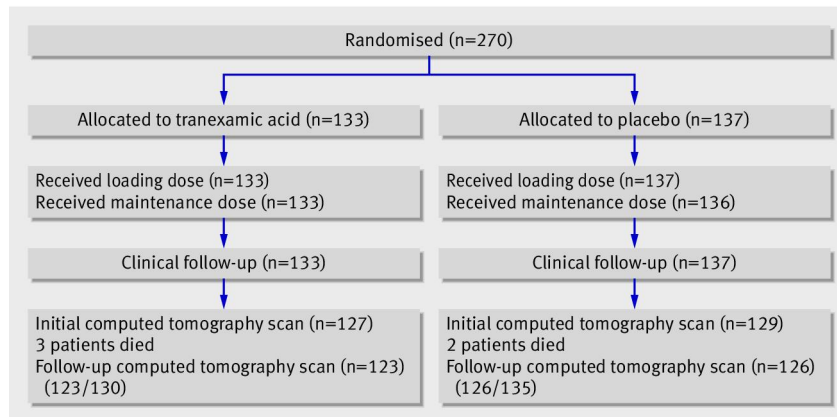 Randomised (n=270)
Allocated to tranexamic acid (n=133)
Allocated to placebo (n=137)
Received loading dose (n=133)
Received maintenance dose (n=133)
Received loading dose (n=137)
Received maintenance dose (n=136)
Clinical follow-up (n=133)
Clinical follow-up (n=137)
Initial computed tomography scan (n=127)
3 patients died
Follow-up computed tomography scan (n=123)
(123/130)
Initial computed tomography scan (n=129)
2 patients died
Follow-up computed tomography scan (n=126)
(126/135)